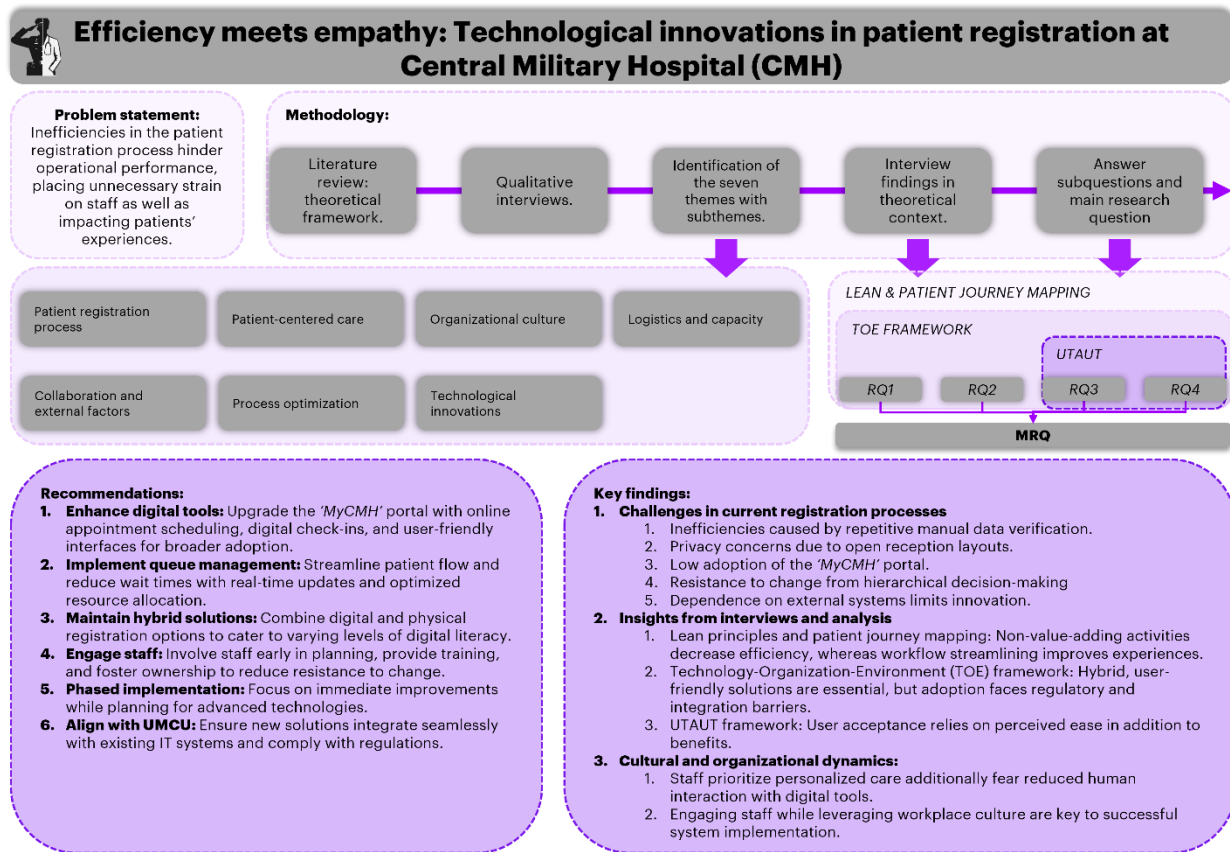 Efficiency meets empathy: Technological innovations in patient registration at
Central Military Hospital (CMH)
Problem statement:
Inefficiencies in the patient
registration process hinder
operational performance,
placing unnecessary strain
on staff as well as
impacting patients'
experiences.
Methodology:
Literature
review:
theoretical
framework.
Qualitative
interviews.
Identification of
the seven
themes with
subthemes.
Interview
findings in
theoretical
context.
Answer
subquestions and
main research
question
Patient registration
process
Patient-centered care
Organizational culture
Logistics and capacity
Collaboration and
external factors
Process optimization
Technological
innovations
LEAN & PATIENT JOURNEY MAPPING
TOE FRAMEWORK
UTAUT
RQ1
RQ2
RQ3
RQ4
MRQ
Recommendations:
1. Enhance digital tools: Upgrade the 'MyCMH' portal with online
appointment scheduling, digital check-ins, and user-friendly
interfaces for broader adoption.
2. Implement queue management: Streamline patient flow and
reduce wait times with real-time updates and optimized
resource allocation.
3. Maintain hybrid solutions: Combine digital and physical
registration options to cater to varying levels of digital literacy.
4. Engage staff: Involve staff early in planning, provide training,
and foster ownership to reduce resistance to change.
5. Phased implementation: Focus on immediate improvements
while planning for advanced technologies.
6. Align with UMCU: Ensure new solutions integrate seamlessly
with existing IT systems and comply with regulations.
Key findings:
1. Challenges in current registration processes
1. Inefficiencies caused by repetitive manual data verification.
2. Privacy concerns due to open reception layouts.
3. Low adoption of the 'MyCMH' portal.
4. Resistance to change from hierarchical decision-making
5. Dependence on external systems limits innovation.
2. Insights from interviews and analysis
1. Lean principles and patient journey mapping: Non-value-adding activities
decrease efficiency, whereas workflow streamlining improves experiences.
2. Technology-Organization-Environment (TOE) framework: Hybrid, user-
friendly solutions are essential, but adoption faces regulatory and
integration barriers.
3. UTAUT framework: User acceptance relies on perceived ease in addition to
benefits.
3. Cultural and organizational dynamics:
1. Staff prioritize personalized care additionally fear reduced human
interaction with digital tools.
2. Engaging staff while leveraging workplace culture are key to successful
system implementation.